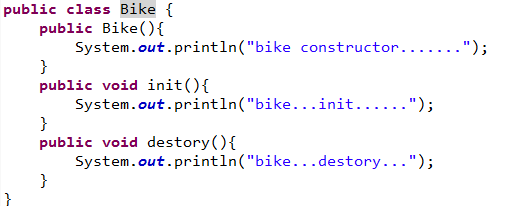 public class Bike {
    public Bike(){
        System.out.println("bike constructor.......");
    }
    public void init(){
        System.out.println("bike...init......");
    }
    public void destory(){
        System.out.println("bike...destory...");
    }
}